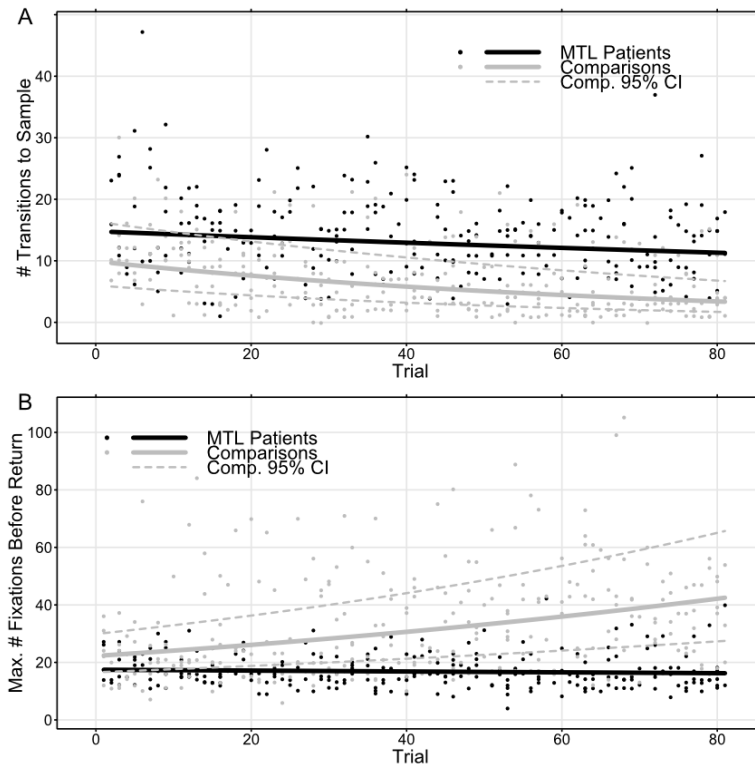 A
# Transitions to Sample
50
40
30
20
10
0
MTL Patients
Comparisons
Comp. 95% CI
0 20 40 60 80
Trial
B
Max. # Fixations Before Return
100
80
60
40
20
0
MTL Patients
Comparisons
Comp. 95% CI
0 20 40 60 80
Trial